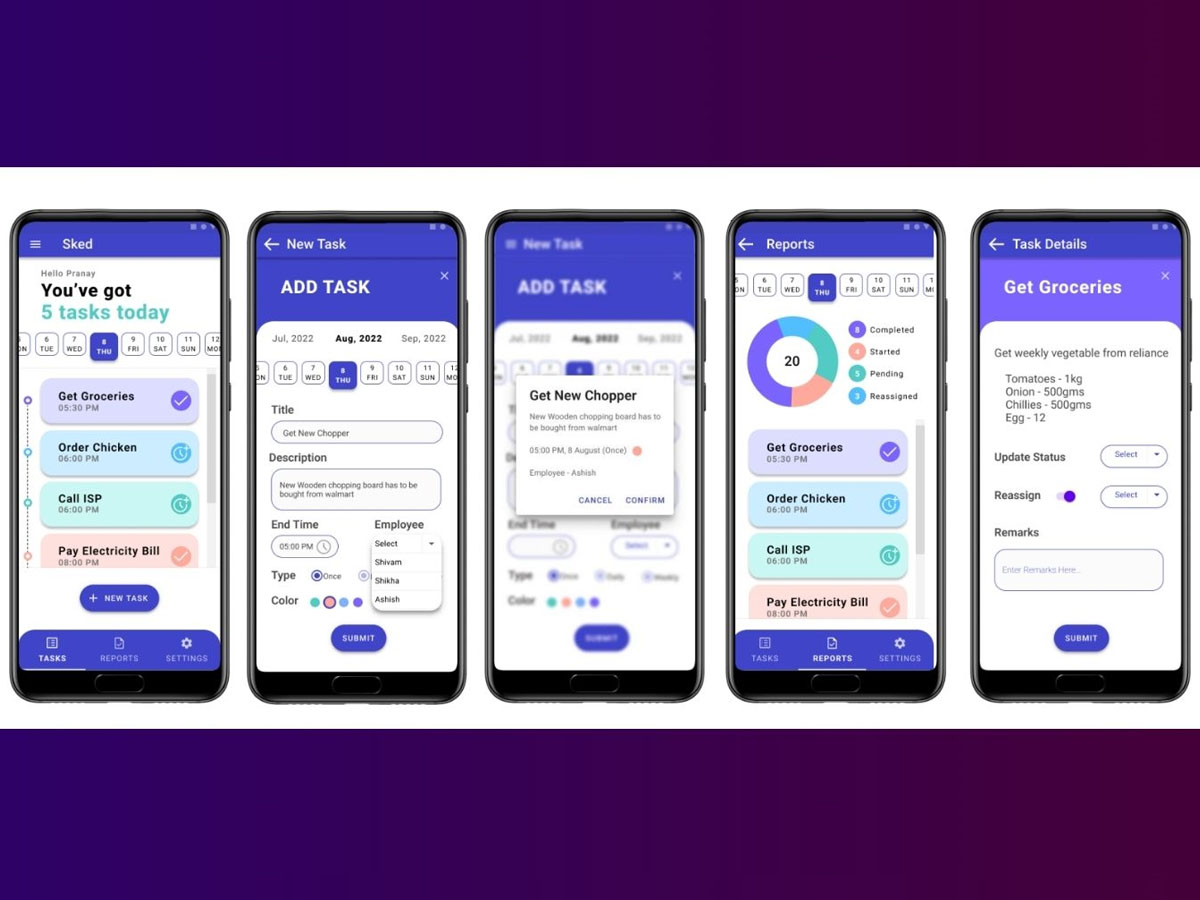 Sked
Hello Pranay
You've got
5 tasks today
6 7 8 9 10 11 12
TUE WED THU FRI SAT SUN
Get Groceries
05:30 PM
Order Chicken
06:00 PM
Call ISP
06:00 PM
Pay Electricity Bill
08:00 PM
+ NEW TASK
TASKS REPORTS SETTINGS
New Task
ADD TASK
Jul, 2022 Aug, 2022 Sep, 2022
6 7 8 9 10 11 12
TUE WED THU FRI SAT SUN
Title
Get New Chopper
Description
New Wooden chopping board has to be
bought from walmart
End Time Employee
05:00 PM Select
Shivam
Shikha
Ashish
Type Once
Color
SUBMIT
New Task
ADD TASK
Jul, 2022 Aug, 2022 Sep, 2022
Get New Chopper
New Wooden chopping board has to
be bought from walmart
05:00 PM, 8 August (Once)
Employee - Ashish
CANCEL CONFIRM
End Time Employee
Select
Type Once Daily Weekly
Color
SUBMIT
Reports
6 7 8 9 10 11
TUE WED THU FRI SAT SUN
20
8 Completed
4 Started
5 Pending
3 Reassigned
Get Groceries
05:30 PM
Order Chicken
06:00 PM
Call ISP
06:00 PM
Pay Electricity Bill
08:00 PM
TASKS REPORTS SETTINGS
Task Details
Get Groceries
Get weekly vegetable from reliance
Tomatoes - 1kg
Onion - 500gms
Chillies - 500gms
Egg - 12
Update Status Select
Reassign Select
Remarks
Enter Remarks Here...
SUBMIT